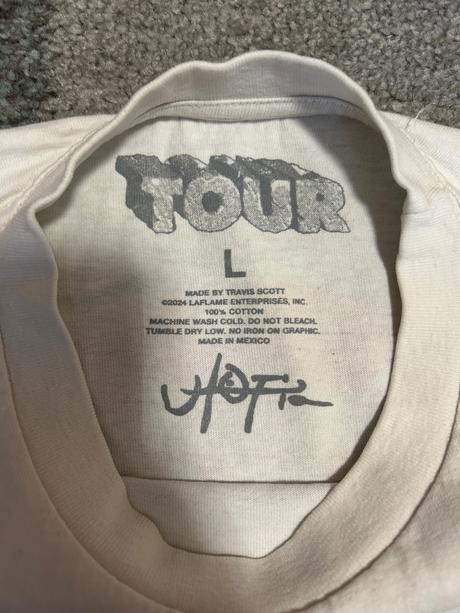 TOUR
L
MADE BY TRAVIS SCOTT
©2024 LAFLAME ENTERPRISES, INC.
100% COTTON
MACHINE WASH COLD. DO NOT BLEACH.
TUMBLE DRY LOW. NO IRON ON GRAPHIC.
MADE IN MEXICO